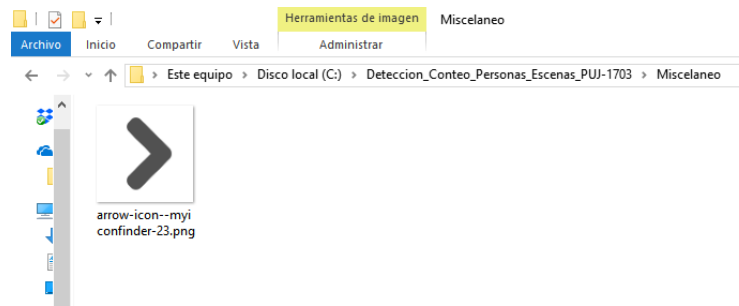 Herramientas de imagen Miscelaneo
Archivo Inicio Compartir Vista Administrar
Este equipo > Disco local (C:) > Deteccion_Conteo_Personas_Escenas_PUJ-1703 > Miscelaneo
arrow-icon--myi
confinder-23.png